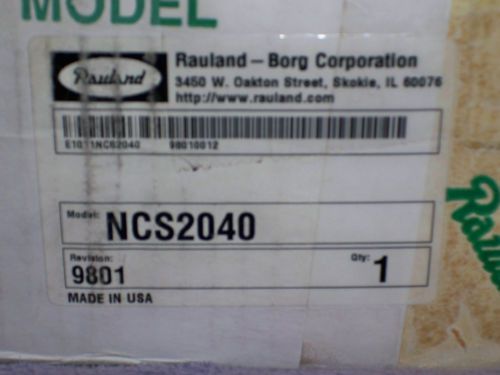 MODEL
Rauland
Rauland-Borg Corporation
3450 W. Oakton Street, Skokie, IL 60076
http://www.rauland.com
E1011NCS2040 98010012
Model: NCS2040
Revision: Qty:
9801 1
MADE IN USA